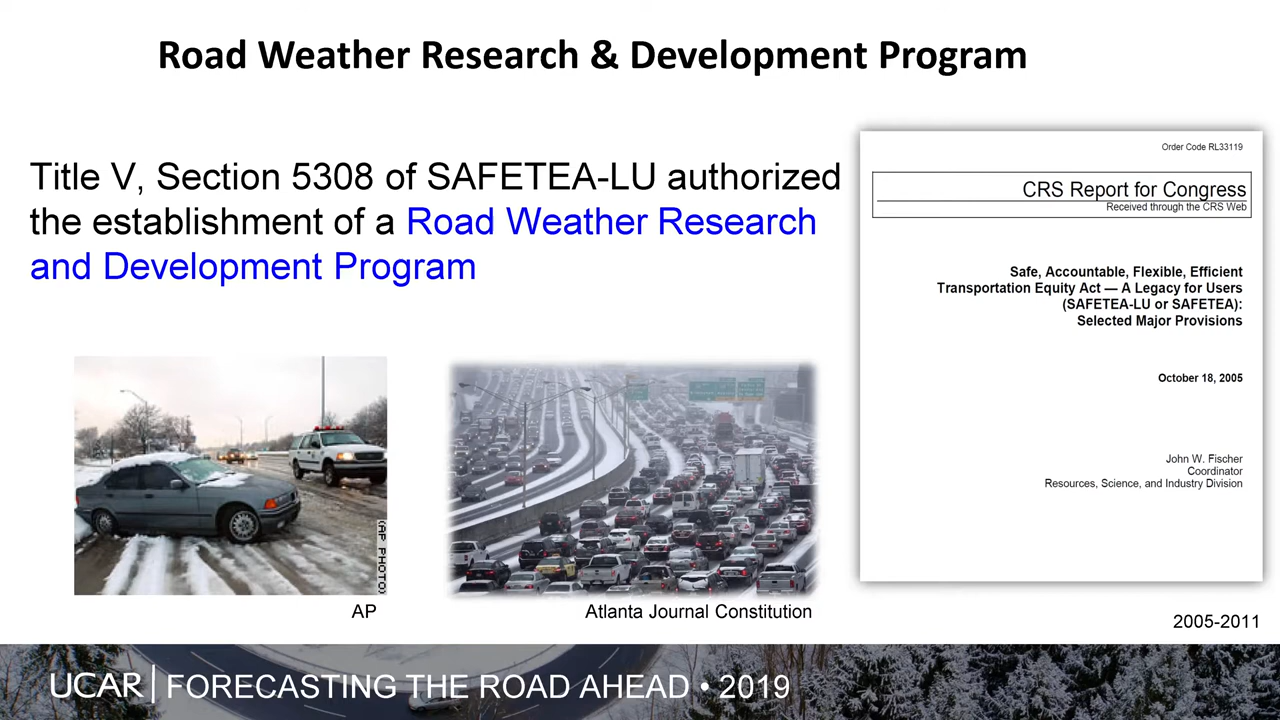 Road Weather Research & Development Program
Title V, Section 5308 of SAFETEA-LU authorized
the establishment of a Road Weather Research
and Development Program
Order Code RL33119
CRS Report for Congress
Received through the CRS Web
Safe, Accountable, Flexible, Efficient
Transportation Equity Act — A Legacy for Users
(SAFETEA-LU or SAFETEA):
Selected Major Provisions
October 18, 2005
John W. Fischer
Coordinator
Resources, Science, and Industry Division
(AP PHOTO)
AP
Atlanta Journal Constitution
2005-2011
UCAR | FORECASTING THE ROAD AHEAD • 2019